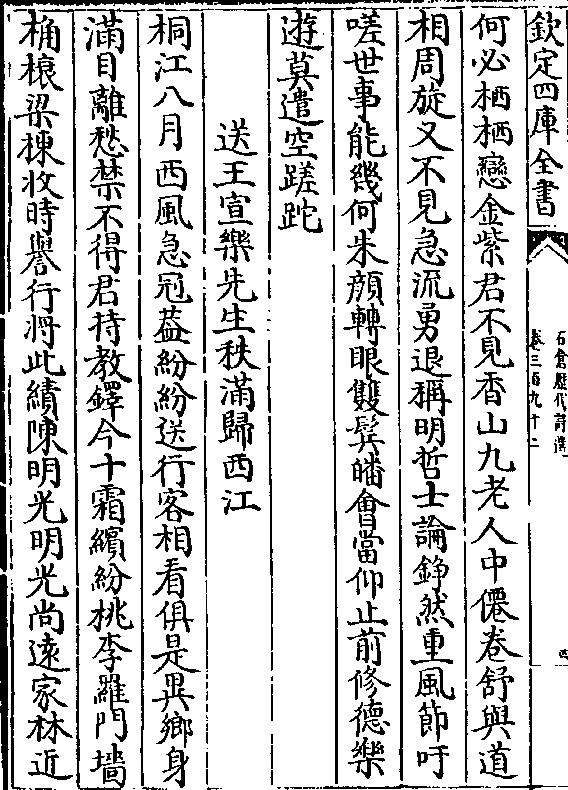 欽定四庫全書
石倉歷代詩選
卷三百九十二
四
何必栖栖戀金紫君不見香山九老人中僊卷舒與道
相周旋又不見急流勇退稱明哲士論錚然重風節吁
嗟世事能幾何朱顔轉眼雙鬂皤會當仰止前修德樂
遊莫遣空蹉跎
送王宣樂先生秩滿歸西江
桐江八月西風急冠葢紛紛送行客相看俱是異鄉身
滿目離愁禁不得君持教鐸今十霜繽紛桃李羅門墻
桷榱梁棟收時譽行將此績陳明光明光尚遠家林近